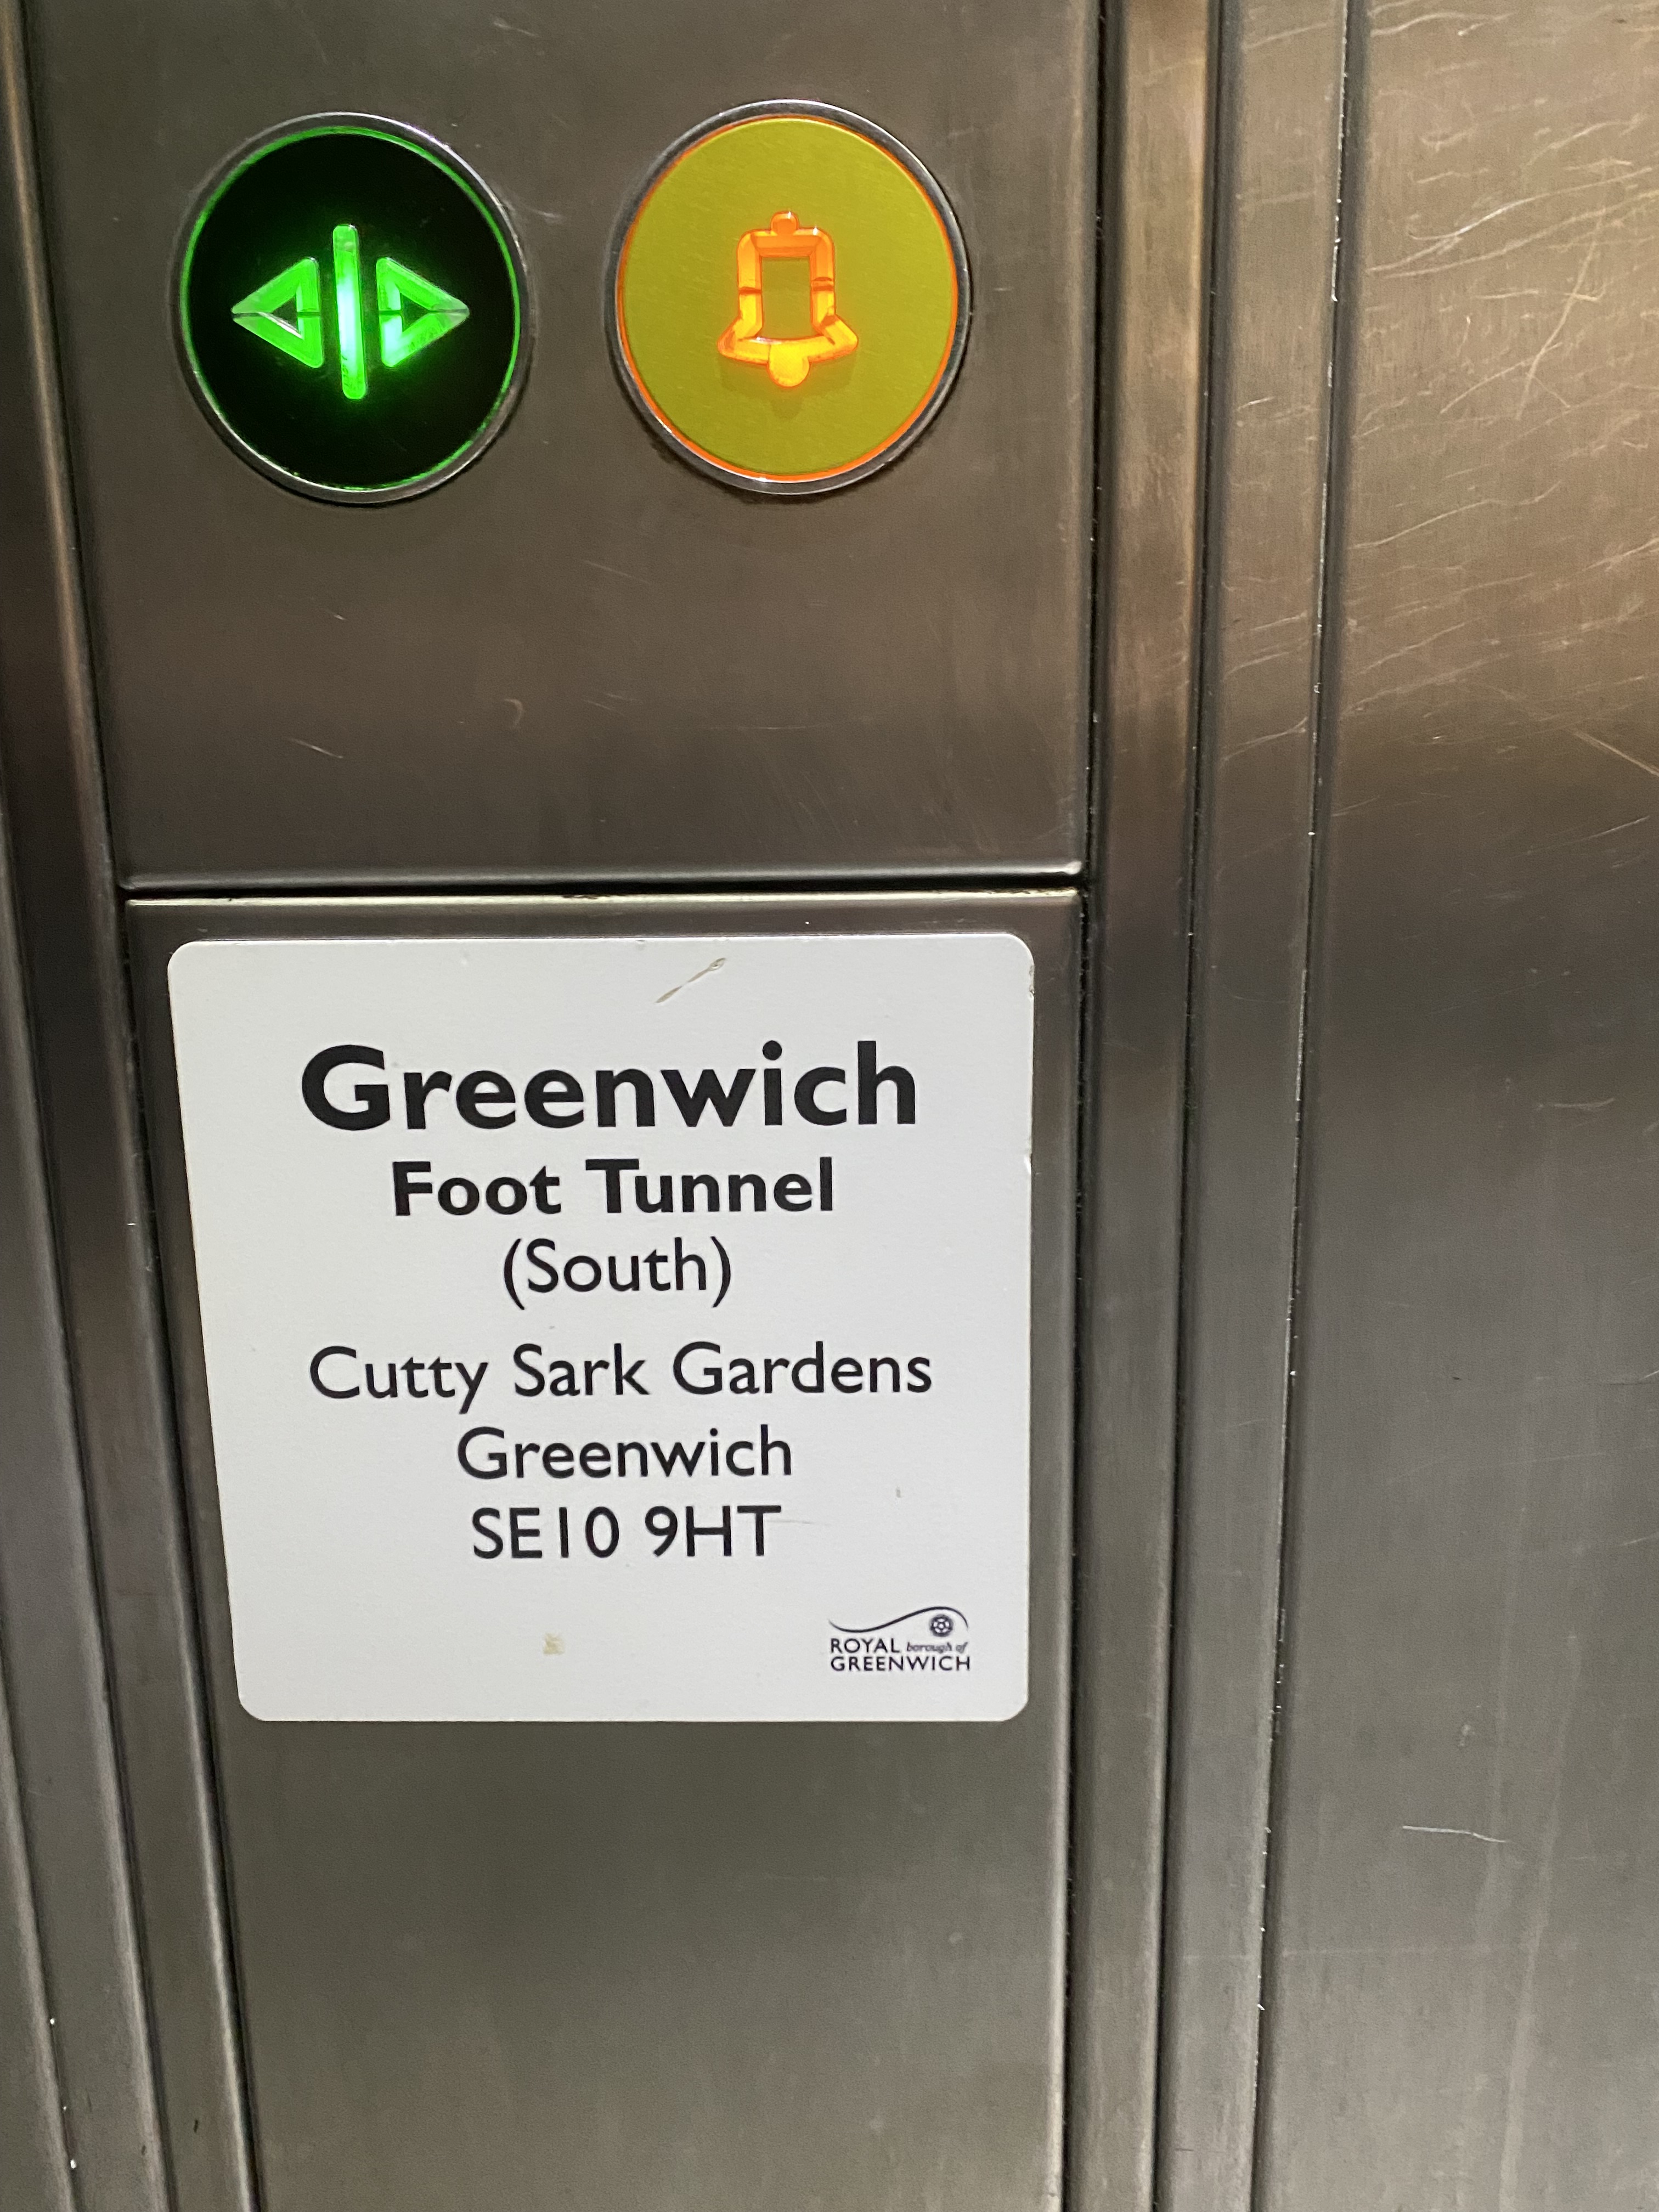 Greenwich
Foot Tunnel
(South)
Cutty Sark Gardens
Greenwich
SE10 9HT
ROYAL borough of
GREENWICH